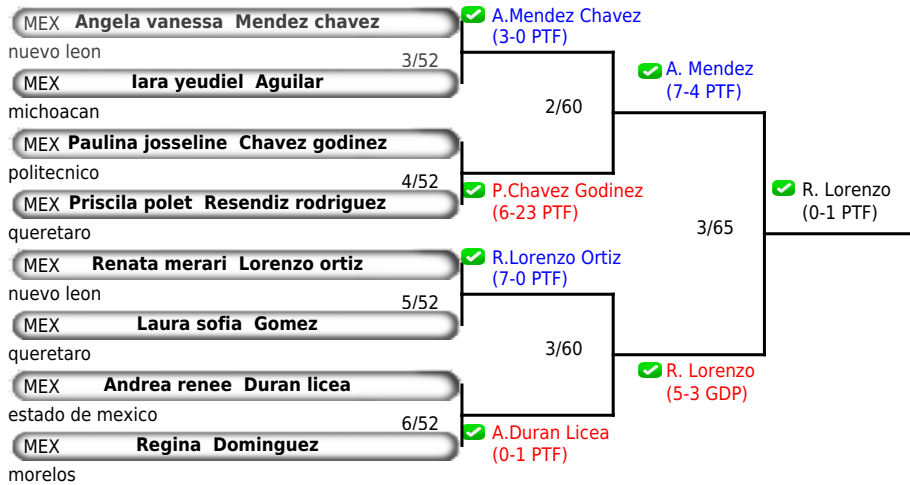 MEX Angela vanessa Mendez chavez
nuevo leon
3/52
MEX Iara yeudiel Aguilar
michoacan
MEX Paulina josseline Chavez godinez
politecnico
4/52
MEX Priscila polet Resendiz rodriguez
queretaro
MEX Renata merari Lorenzo ortiz
nuevo leon
5/52
MEX Laura sofia Gomez
queretaro
MEX Andrea renee Duran licea
estado de mexico
6/52
MEX Regina Dominguez
morelos
A.Mendez Chavez
(3-0 PTF)
2/60
P.Chavez Godinez
(6-23 PTF)
R.Lorenzo Ortiz
(7-0 PTF)
3/60
A.Duran Licea
(0-1 PTF)
A. Mendez
(7-4 PTF)
3/65
R. Lorenzo
(5-3 GDP)
R. Lorenzo
(0-1 PTF)